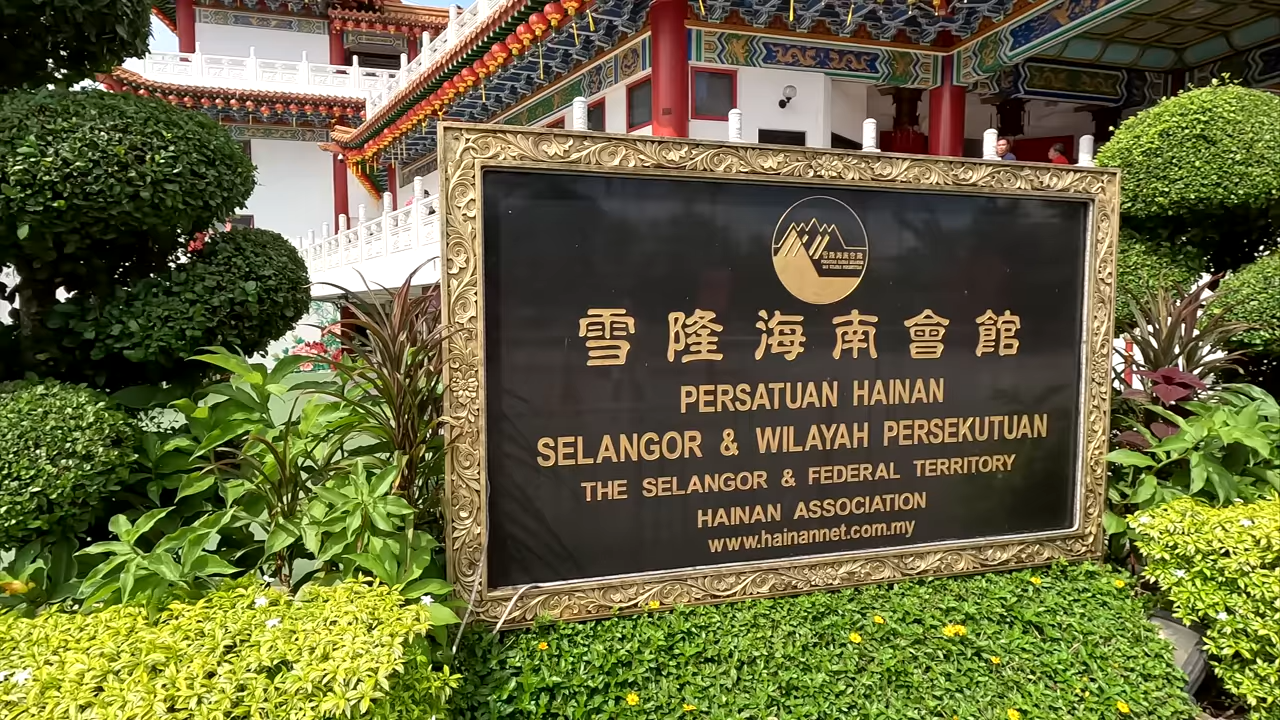 雪隆海南會館
PERSATUAN HAINAN
SELANGOR & WILAYAH PERSEKUTUAN
THE SELANGOR & FEDERAL TERRITORY
HAINAN ASSOCIATION
www.hainannet.com.my